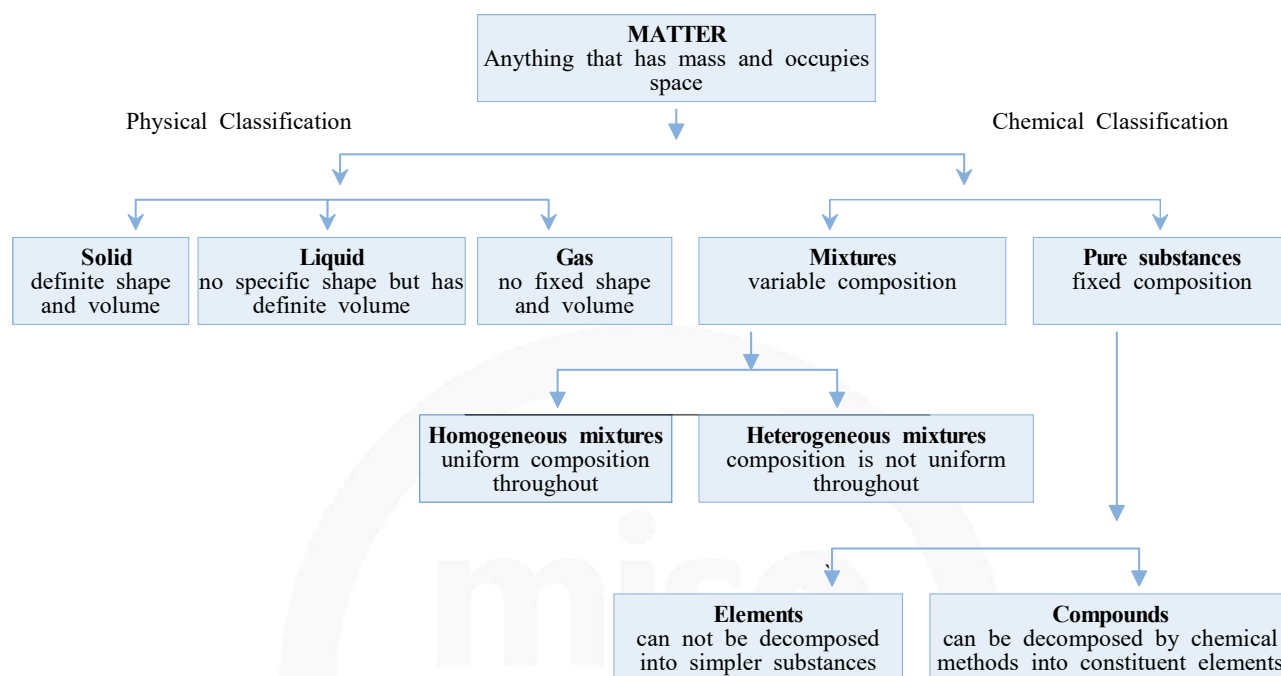 MATTER
Anything that has mass and occupies
space
Physical Classification
Chemical Classification
Solid
definite shape
and volume
Liquid
no specific shape but has
definite volume
Gas
no fixed shape
and volume
Mixtures
variable composition
Pure substances
fixed composition
Homogeneous mixtures
uniform composition
throughout
Heterogeneous mixtures
composition is not uniform
throughout
Elements
can not be decomposed
into simpler substances
Compounds
can be decomposed by chemical
methods into constituent elements